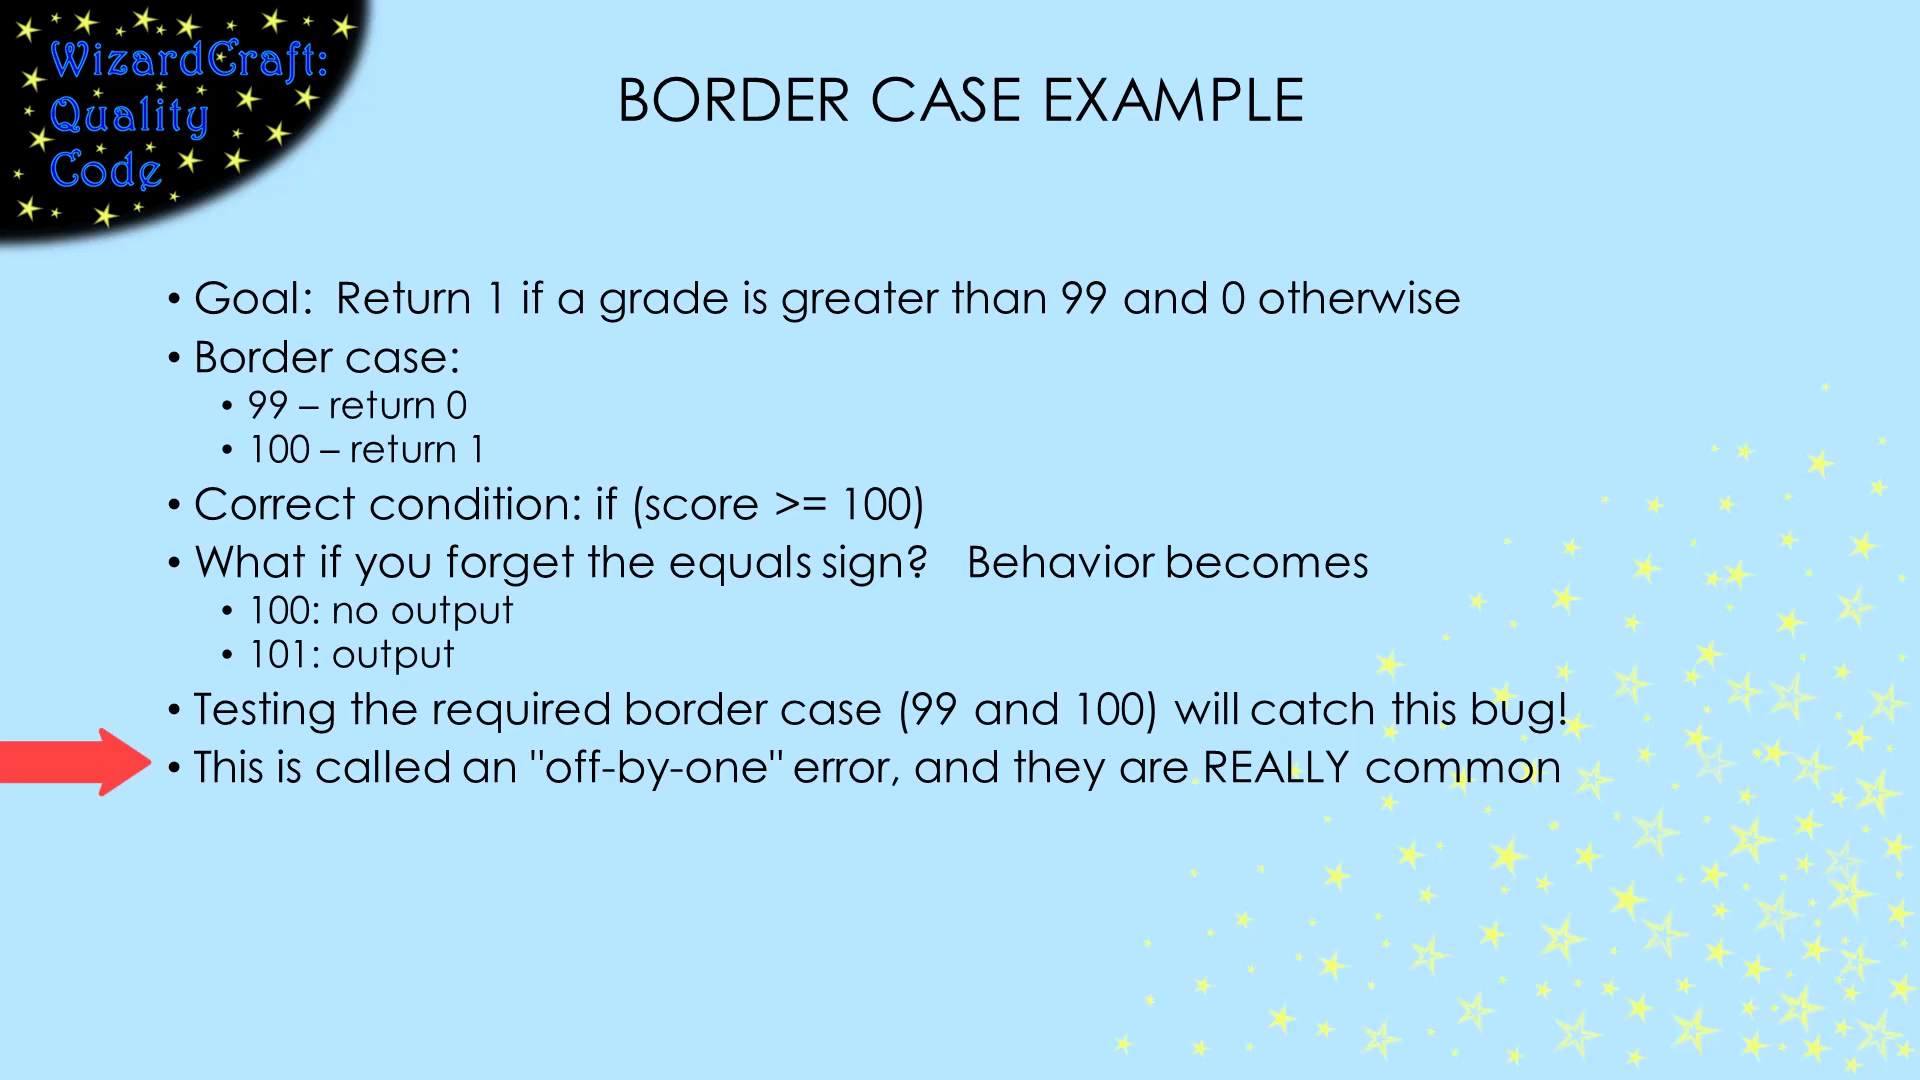 WizardCraft:
Quality
Code
BORDER CASE EXAMPLE
• Goal:  Return 1 if a grade is greater than 99 and 0 otherwise
• Border case:
• 99 – return 0
• 100 – return 1
• Correct condition: if (score >= 100)
• What if you forget the equals sign?   Behavior becomes
• 100: no output
• 101: output
• Testing the required border case (99 and 100) will catch this bug!
• This is called an "off-by-one" error, and they are REALLY common